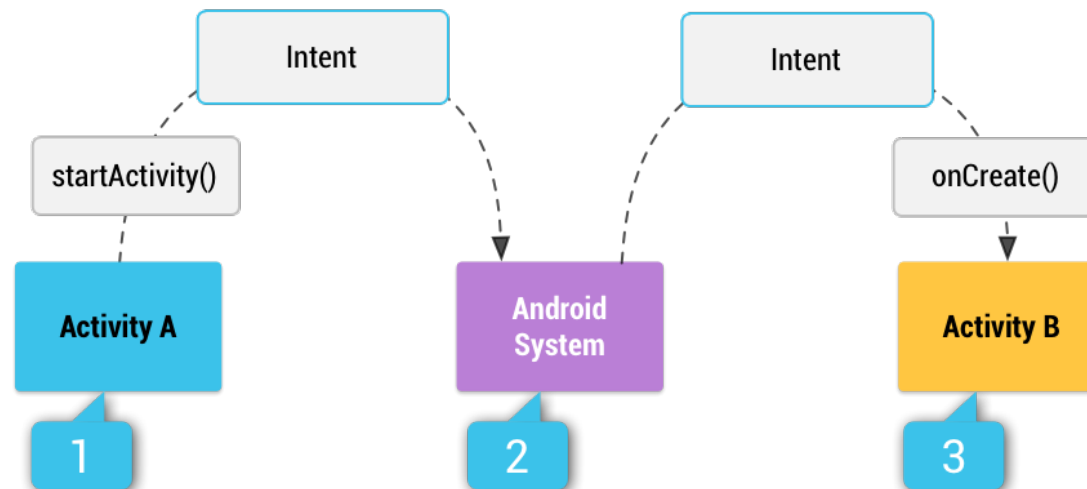 Intent
Intent
startActivity()
onCreate()
Activity A
Android
System
Activity B
1
2
3